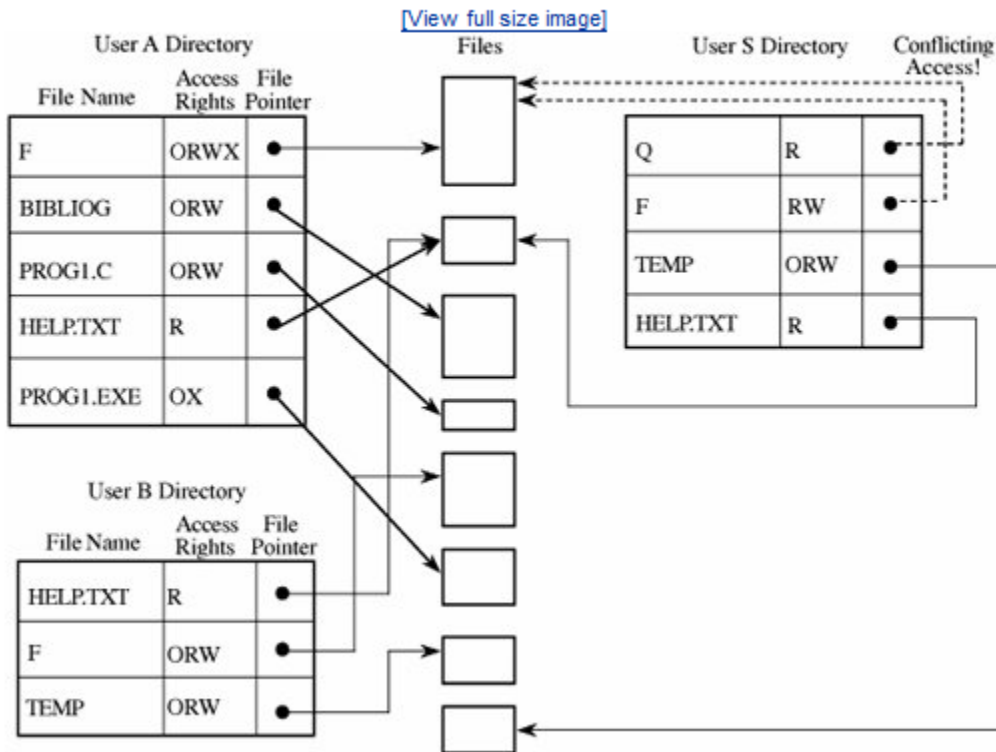 [View full size image]
User A Directory
Files
User S Directory
Conflicting
Access!
File Name
Access
Rights
File
Pointer
F ORWX
BIBLIOG ORW
PROG1.C ORW
HELP.TXT R
PROG1.EXE OX
Q R
F RW
TEMP ORW
HELP.TXT R
User B Directory
File Name
Access
Rights
File
Pointer
HELP.TXT R
F ORW
TEMP ORW